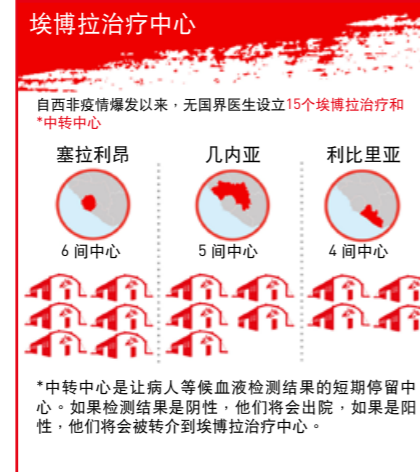 埃博拉治疗中心
自西非疫情爆发以来，无国界医生设立15个埃博拉治疗和
*中转中心
塞拉利昂
几内亚
利比里亚
6 间中心
5 间中心
4 间中心
*中转中心是让病人等候血液检测结果的短期停留中
心。如果检测结果是阴性，他们将会出院，如果是阳
性，他们将会被转介到埃博拉治疗中心。